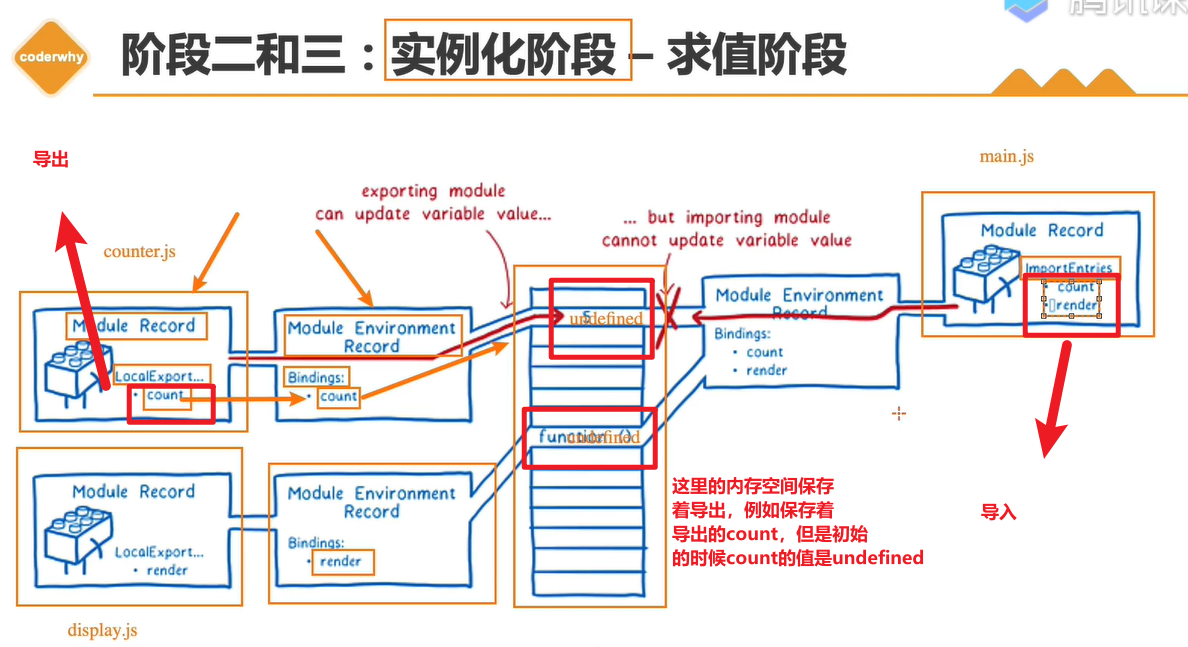 腾讯课
coderwhy
阶段二和三：实例化阶段 – 求值阶段
导出
main.js
exporting module
can update variable value...
... but importing module
cannot update variable value
counter.js
Module Record
LocalExport...
• count
Module Environment
Record
Bindings:
• count
undefined
5
function ()
undefined
Module Environment
Record
Bindings:
• count
• render
Module Record
ImportEntries
• count
• render
Module Record
LocalExport...
• render
Module Environment
Record
Bindings:
• render
这里的内存空间保存
着导出，例如保存着
导出的count，但是初始
的时候count的值是undefined
导入
display.js